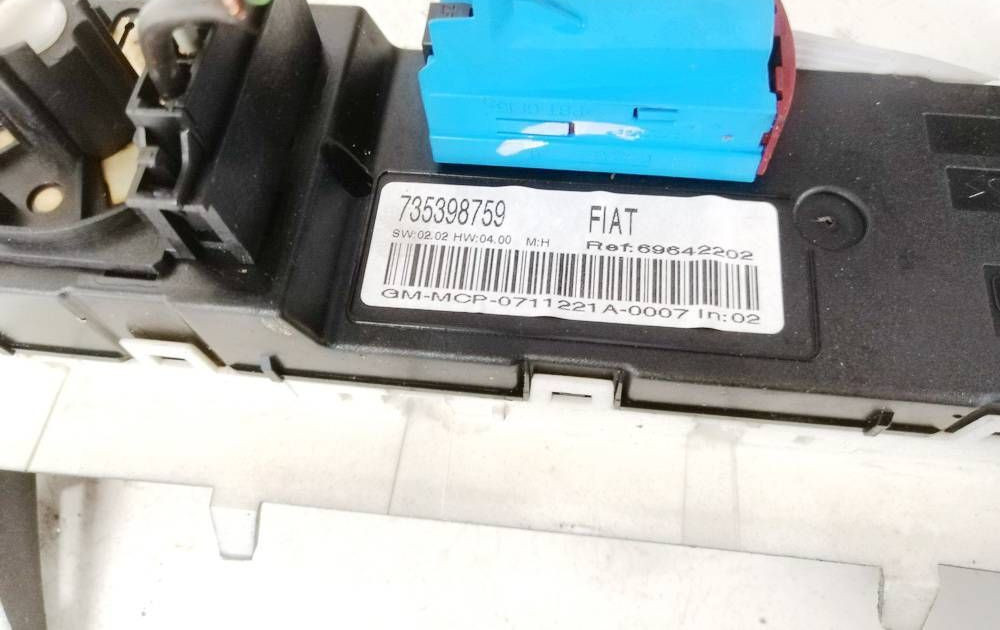 735398759 FIAT
SW:02.02 HW:04.00 M:H Ref:69642202
GM-MCP-0711221A-0007 In:02